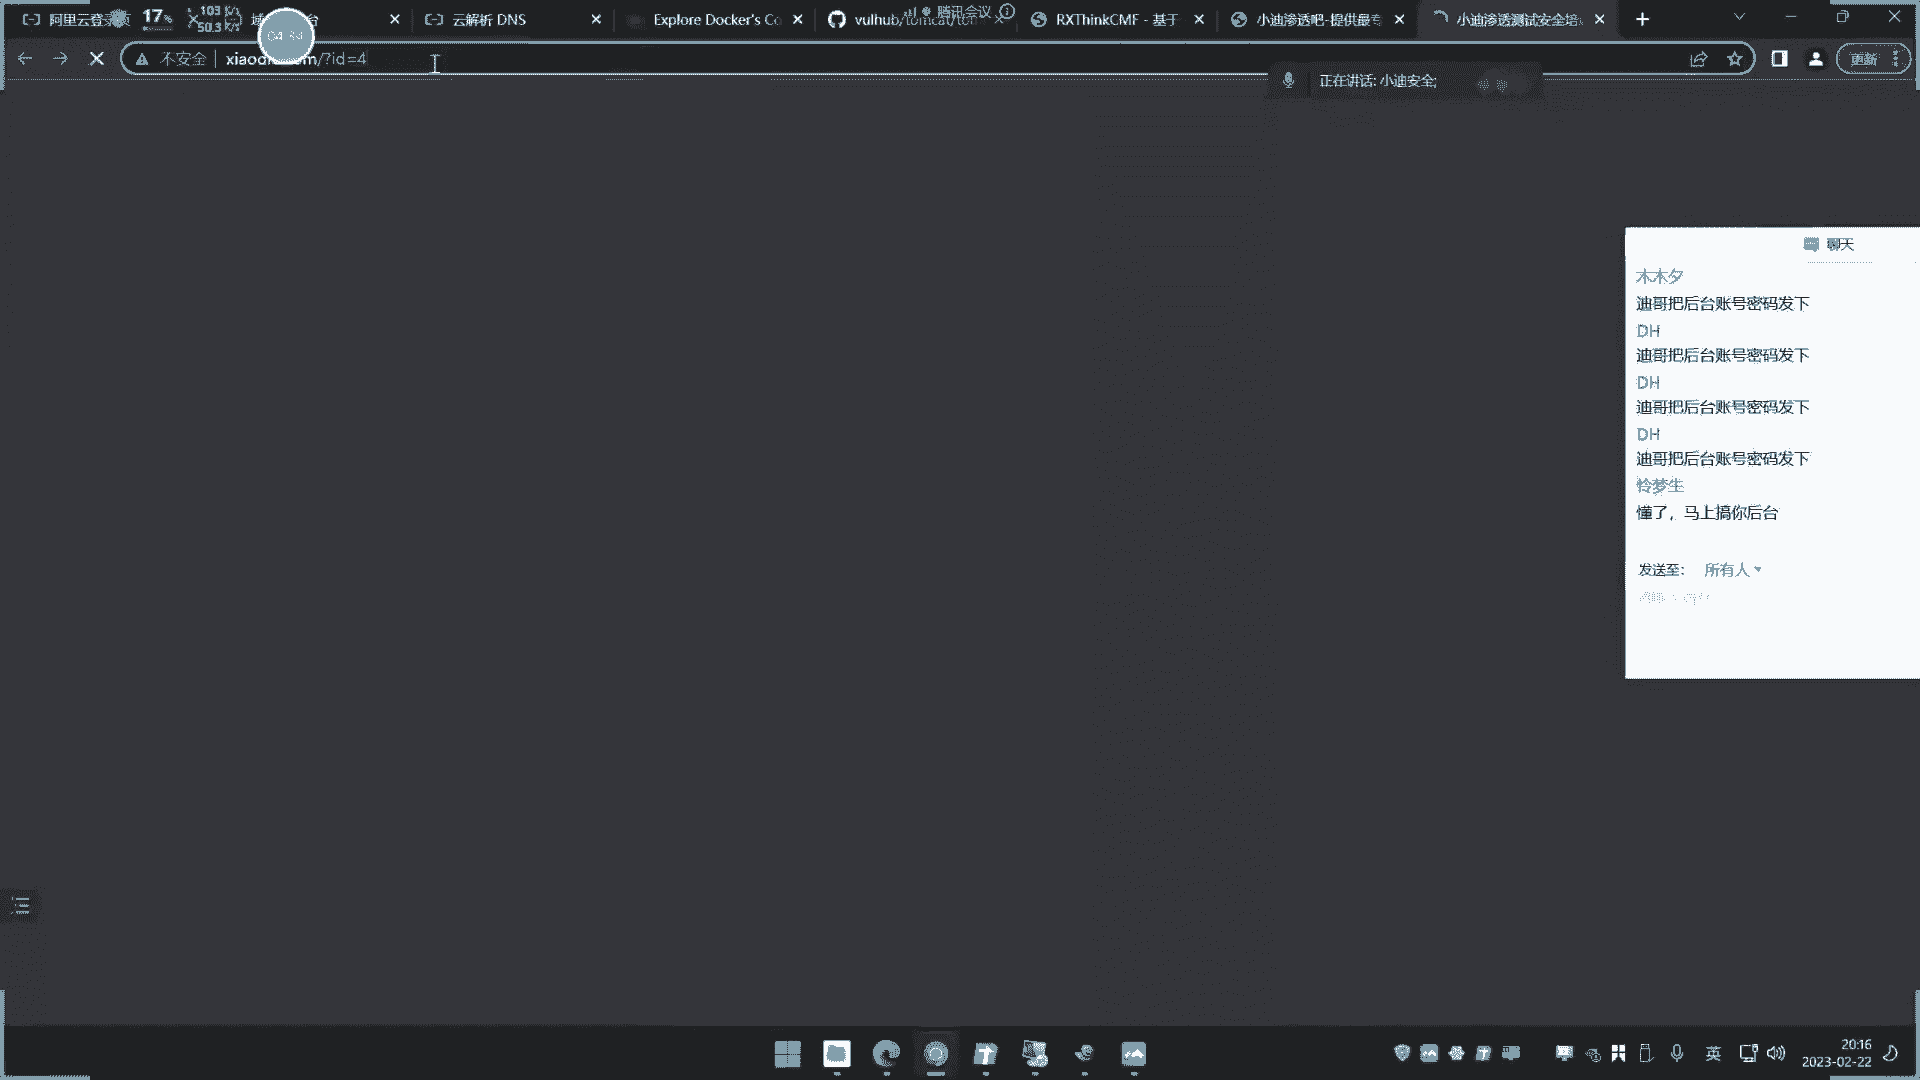 阿里云登录页
17%
103 K/s
50.3 K/s
04:34
云解析 DNS
Explore Docker's Co
vulhub/tomcat/tom
腾讯会议
RXThinkCMF - 基于
小迪渗透吧-提供最专
小迪渗透测试安全培
不安全
/?id=4
更新
正在讲话: 小迪安全;
聊天
木木夕
迪哥把后台账号密码发下
DH
迪哥把后台账号密码发下
DH
迪哥把后台账号密码发下
DH
迪哥把后台账号密码发下
怜梦生
懂了，马上搞你后台
发送至:
所有人
英
20:16
2023-02-22